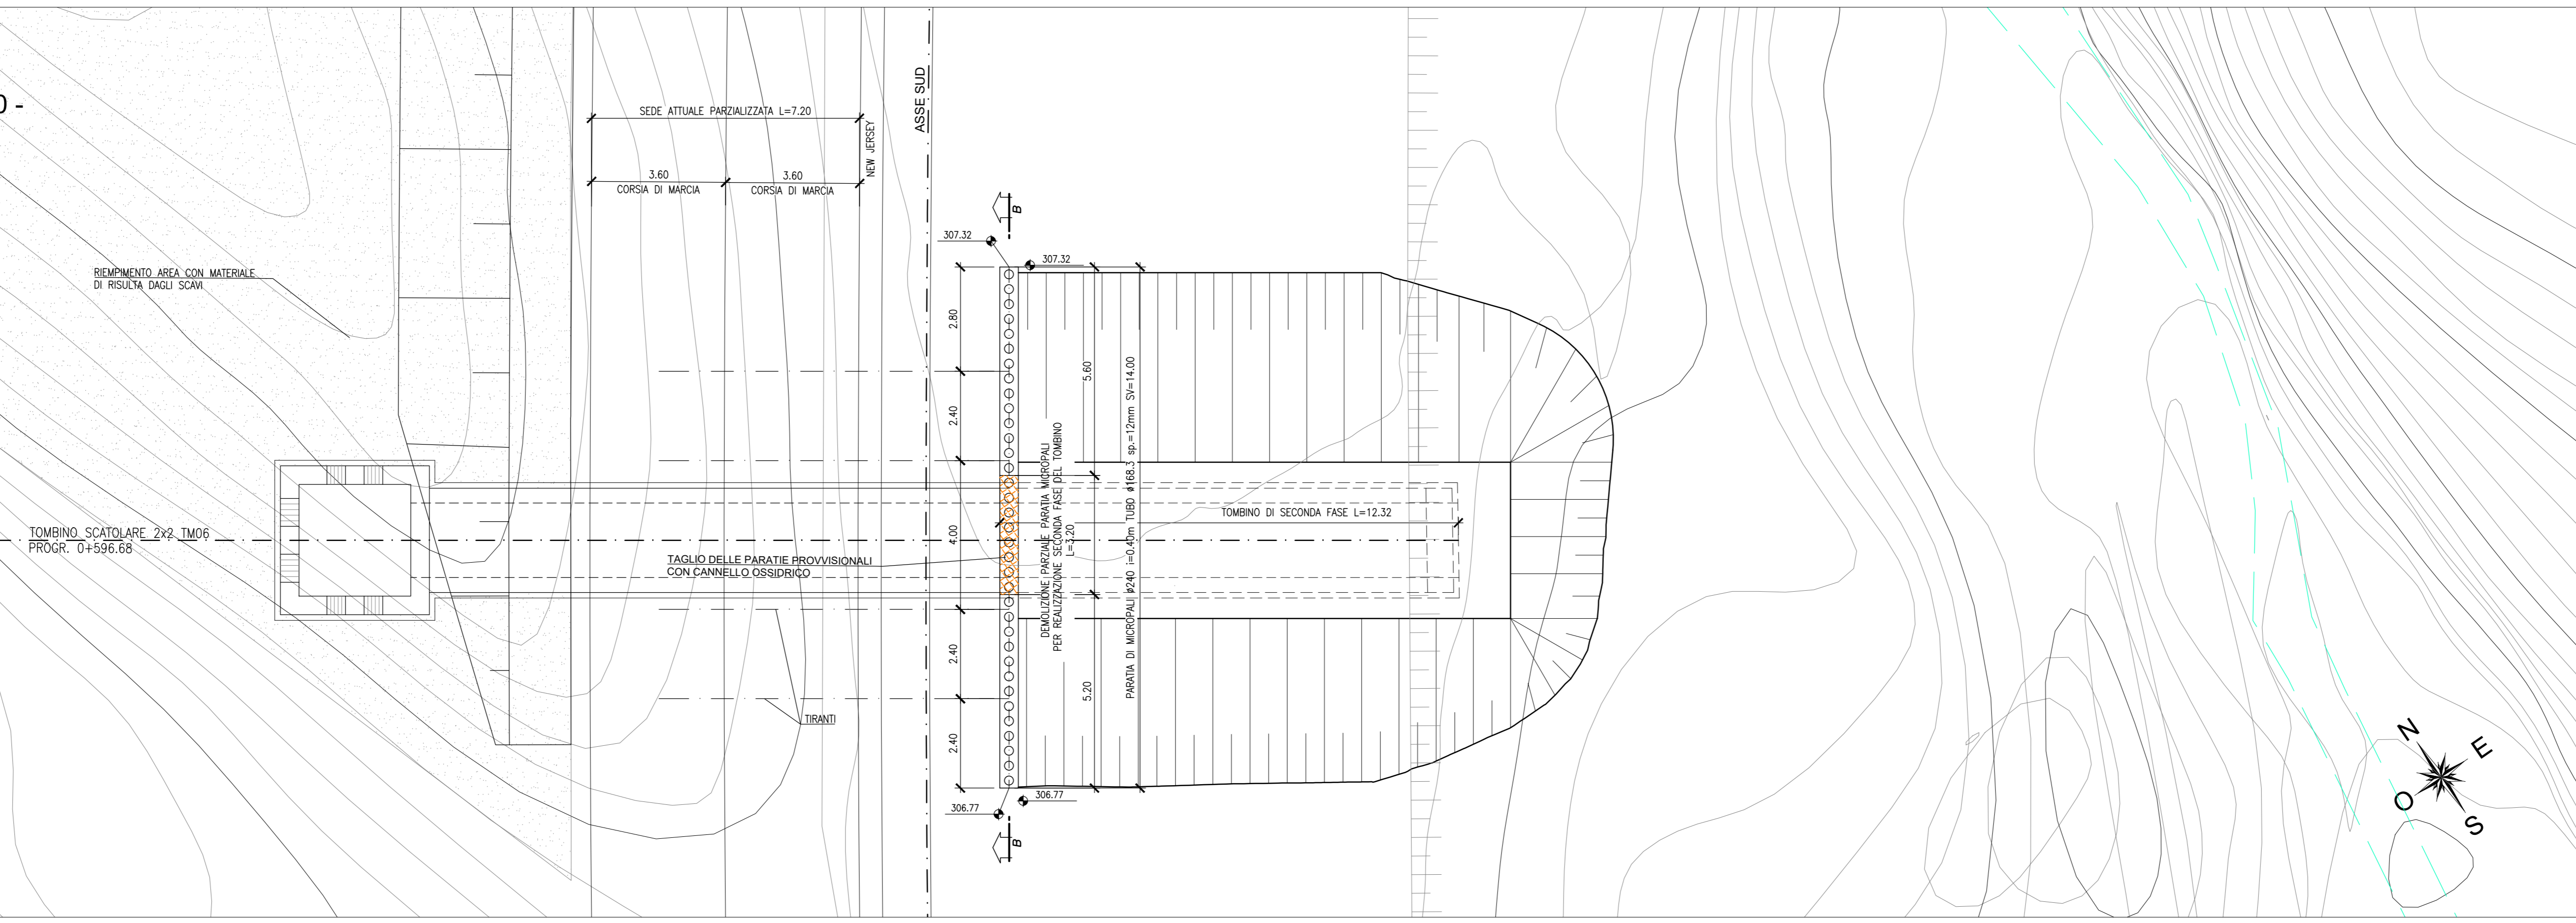 0 -
SEDE ATTUALE PARZIALIZZATA L=7.20
3.60
CORSIA DI MARCIA
3.60
CORSIA DI MARCIA
NEW JERSEY
ASSE SUD
B
307.32
307.32
RIEMPIMENTO AREA CON MATERIALE
DI RISULTA DAGLI SCAVI
2.80
2.40
4.00
2.40
2.40
5.60
5.20
DEMOLIZIONE PARZIALE PARATIA MICROPALI
PER REALIZZAZIONE SECONDA FASE DEL TOMBINO
L=3.20
PARATIA DI MICROPALI ø240 i=0.40m TUBO ø168.3 sp.=12mm SV=14.00
TOMBINO DI SECONDA FASE L=12.32
TOMBINO SCATOLARE 2x2 TM06
PROGR. 0+596.68
TAGLIO DELLE PARATIE PROVVISIONALI
CON CANNELLO OSSIDRICO
TIRANTI
306.77
306.77
B
N
E
O
S